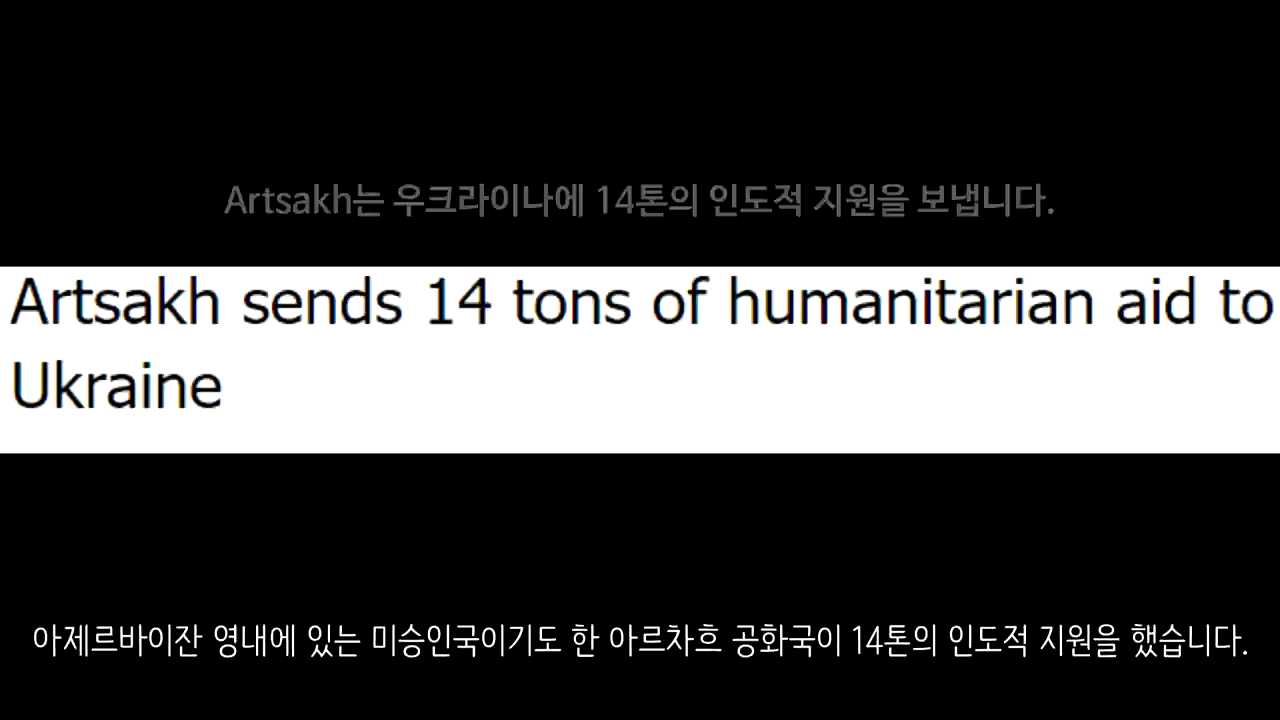 Artsakh는 우크라이나에 14톤의 인도적 지원을 보냅니다.
Artsakh sends 14 tons of humanitarian aid to
Ukraine
아제르바이잔 영내에 있는 미승인국이기도 한 아르차흐 공화국이 14톤의 인도적 지원을 했습니다.